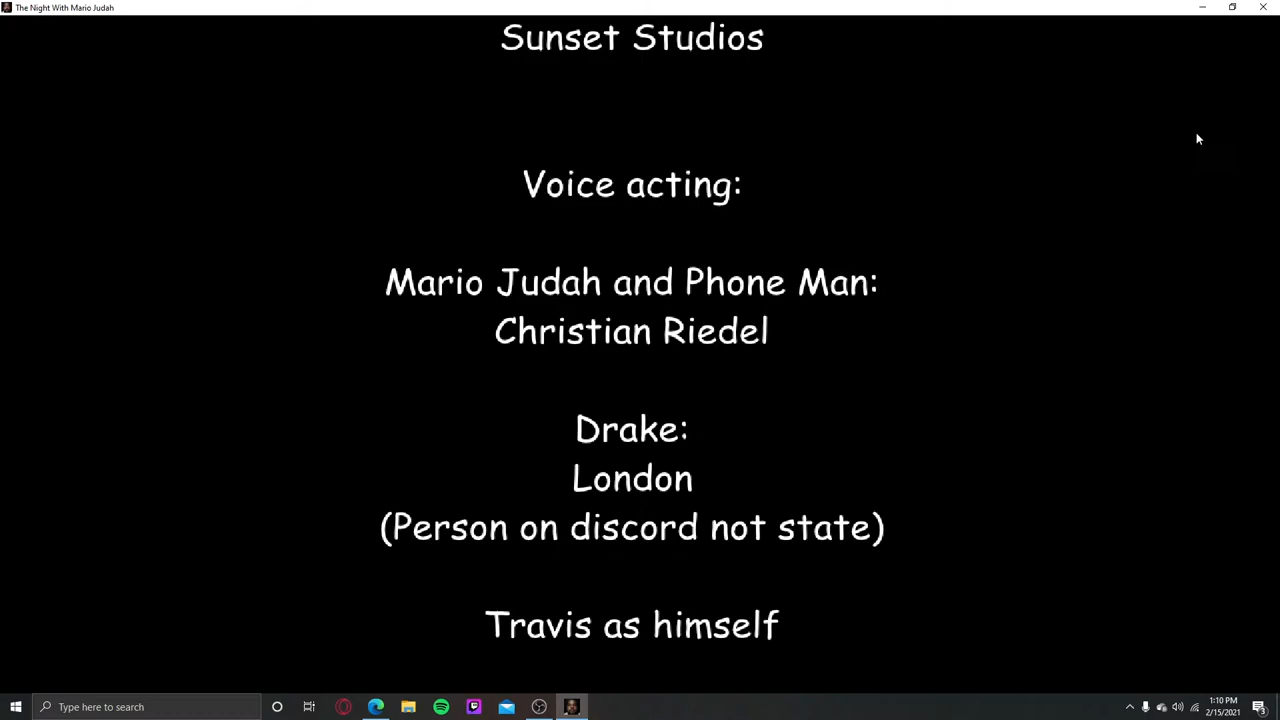 The Night With Mario Judah
Sunset Studios
Voice acting:
Mario Judah and Phone Man:
Christian Riedel
Drake:
London
(Person on discord not state)
Travis as himself
Type here to search
1:10 PM
2/15/2021